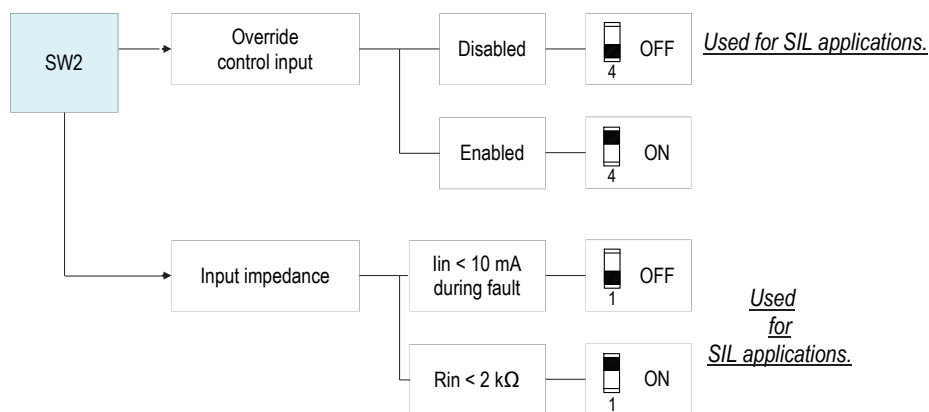 SW2
Override
control input
Disabled
4
OFF
Used for SIL applications.
Enabled
4
ON
Input impedance
Iin < 10 mA
during fault
1
OFF
Used
for
SIL applications.
Rin < 2 kΩ
1
ON